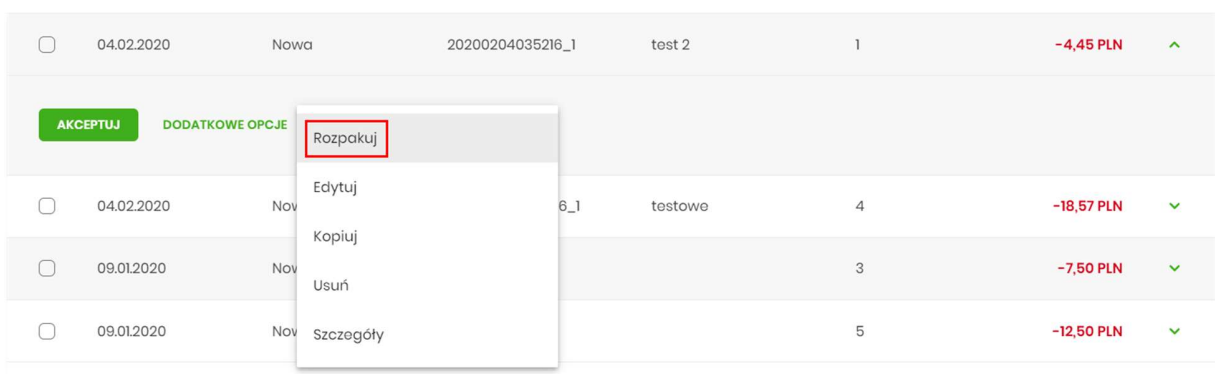 04.02.2020 Nowa 20200204035216_1 test 2 1 -4,45 PLN
AKCEPTUJ DODATKOWE OPCJE
Rozpakuj
Edytuj
04.02.2020 6_1 testowe 4 -18,57 PLN
Kopiuj
09.01.2020 3 -7,50 PLN
Usuń
09.01.2020 5 -12,50 PLN
Szczegóły